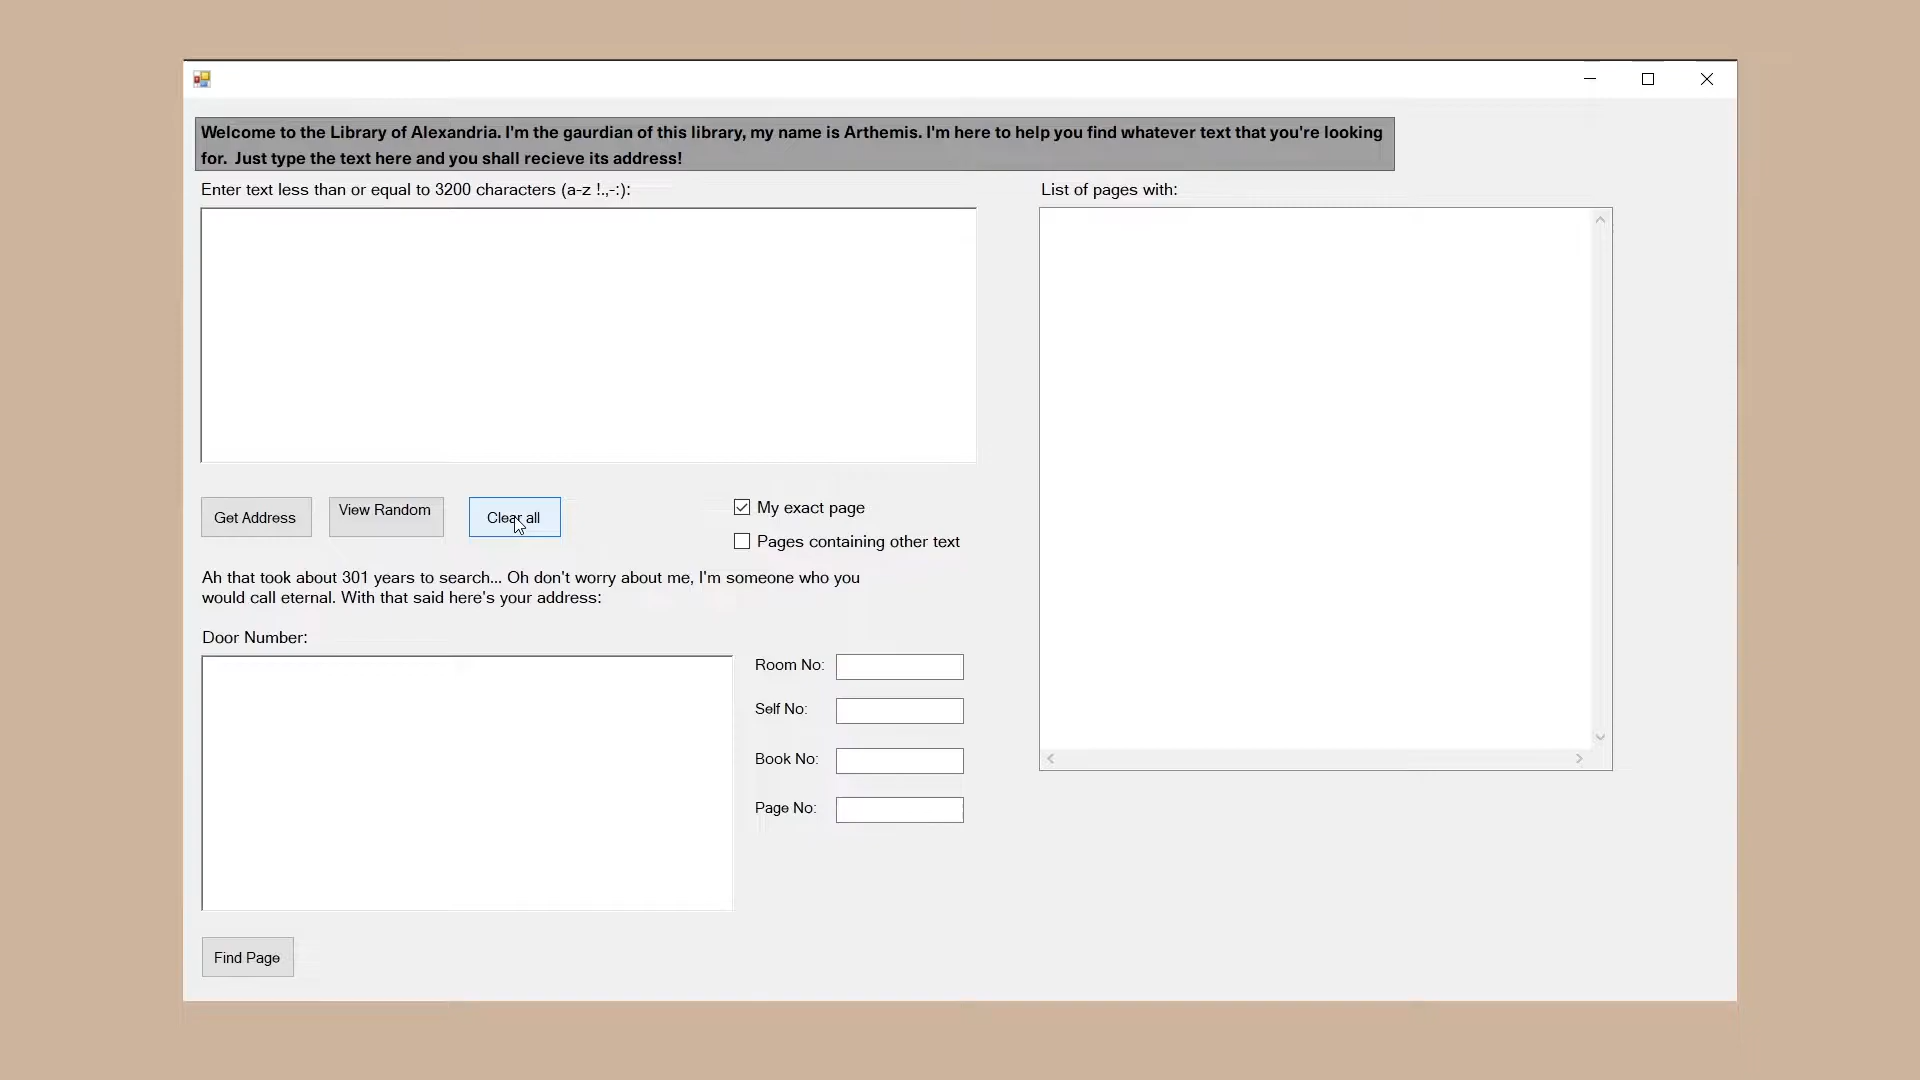 Welcome to the Library of Alexandria. I'm the gaurdian of this library, my name is Arthemis. I'm here to help you find whatever text that you're looking
for.  Just type the text here and you shall recieve its address!
Enter text less than or equal to 3200 characters (a-z !.,-:):
List of pages with:
Get Address
View Random
Clear all
My exact page
Pages containing other text
Ah that took about 301 years to search... Oh don't worry about me, I'm someone who you
would call eternal. With that said here's your address:
Door Number:
Room No:
Self No:
Book No:
Page No:
Find Page